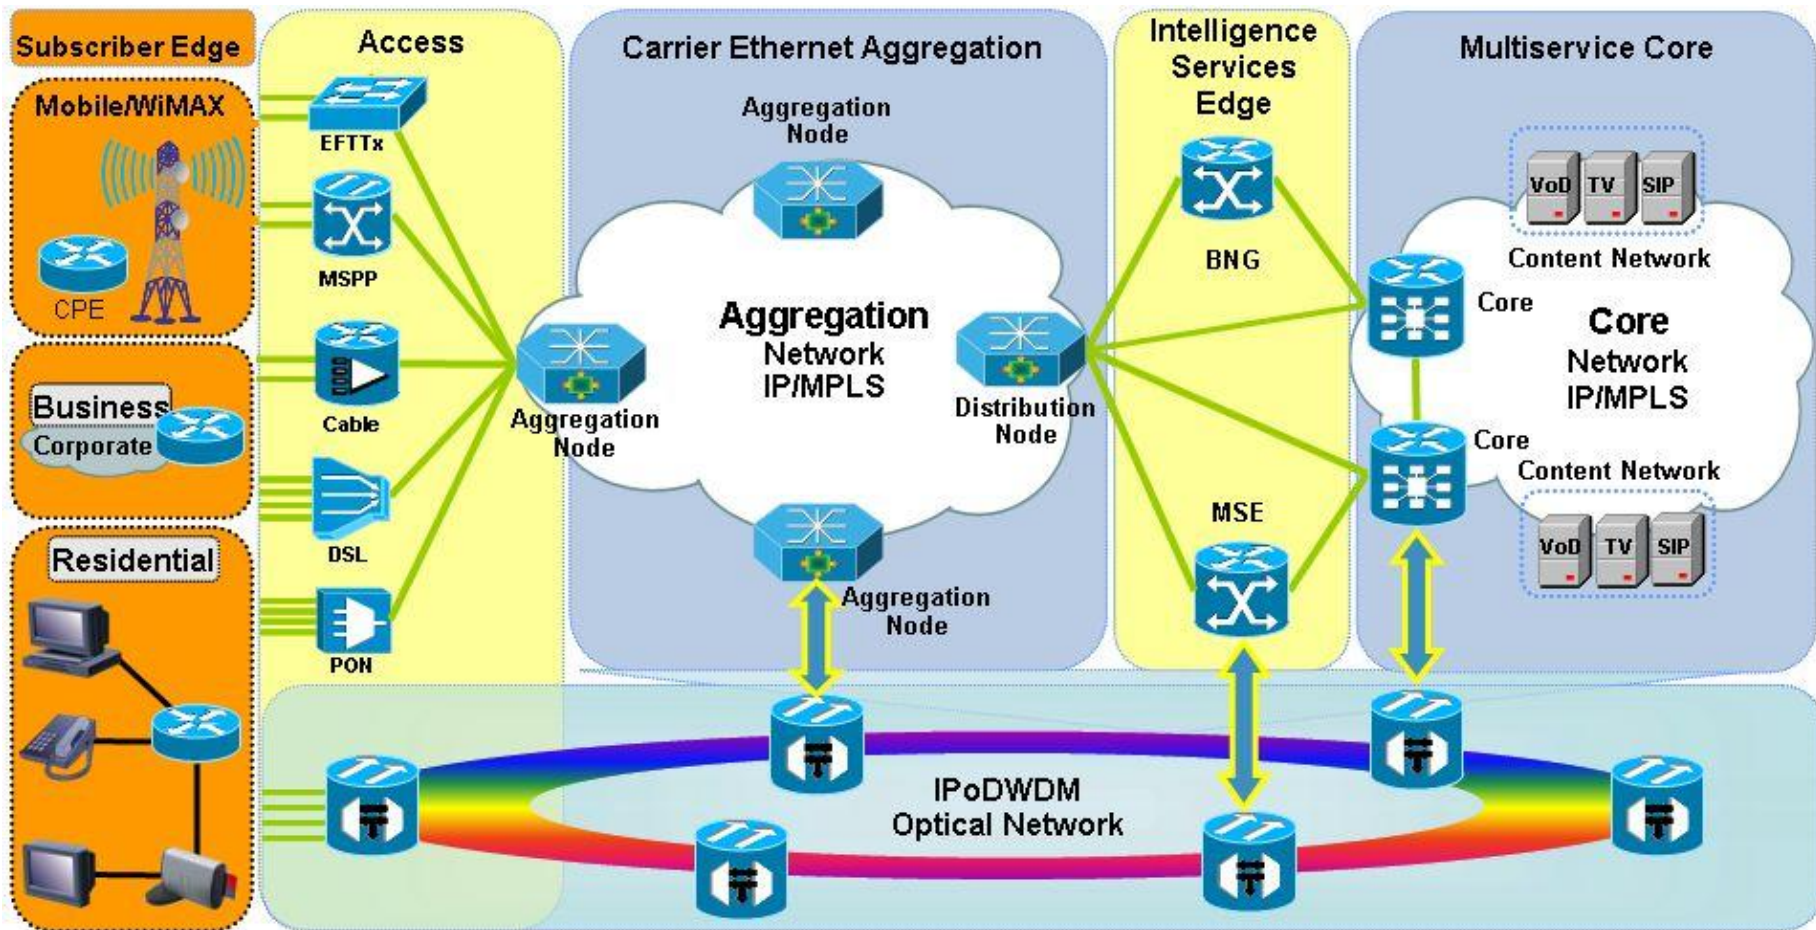 Subscriber Edge
Mobile/WiMAX
CPE
Business
Corporate
Residential
Access
EFTTx
MSPP
Cable
DSL
PON
Carrier Ethernet Aggregation
Aggregation
Node
Aggregation
Network
IP/MPLS
Aggregation
Node
Distribution
Node
Aggregation
Node
Intelligence
Services
Edge
BNG
MSE
Multiservice Core
VoD TV SIP
Content Network
Core
Core
Network
IP/MPLS
Core
Content Network
VoD TV SIP
IPoDWDM
Optical Network